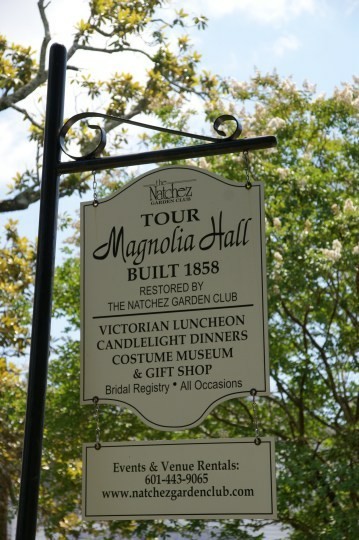 the
Natchez
GARDEN CLUB
TOUR
Magnolia Hall
BUILT 1858
RESTORED BY
THE NATCHEZ GARDEN CLUB
VICTORIAN LUNCHEON
CANDLELIGHT DINNERS
COSTUME MUSEUM
& GIFT SHOP
Bridal Registry • All Occasions
Events & Venue Rentals:
601-443-9065
www.natchezgardenclub.com